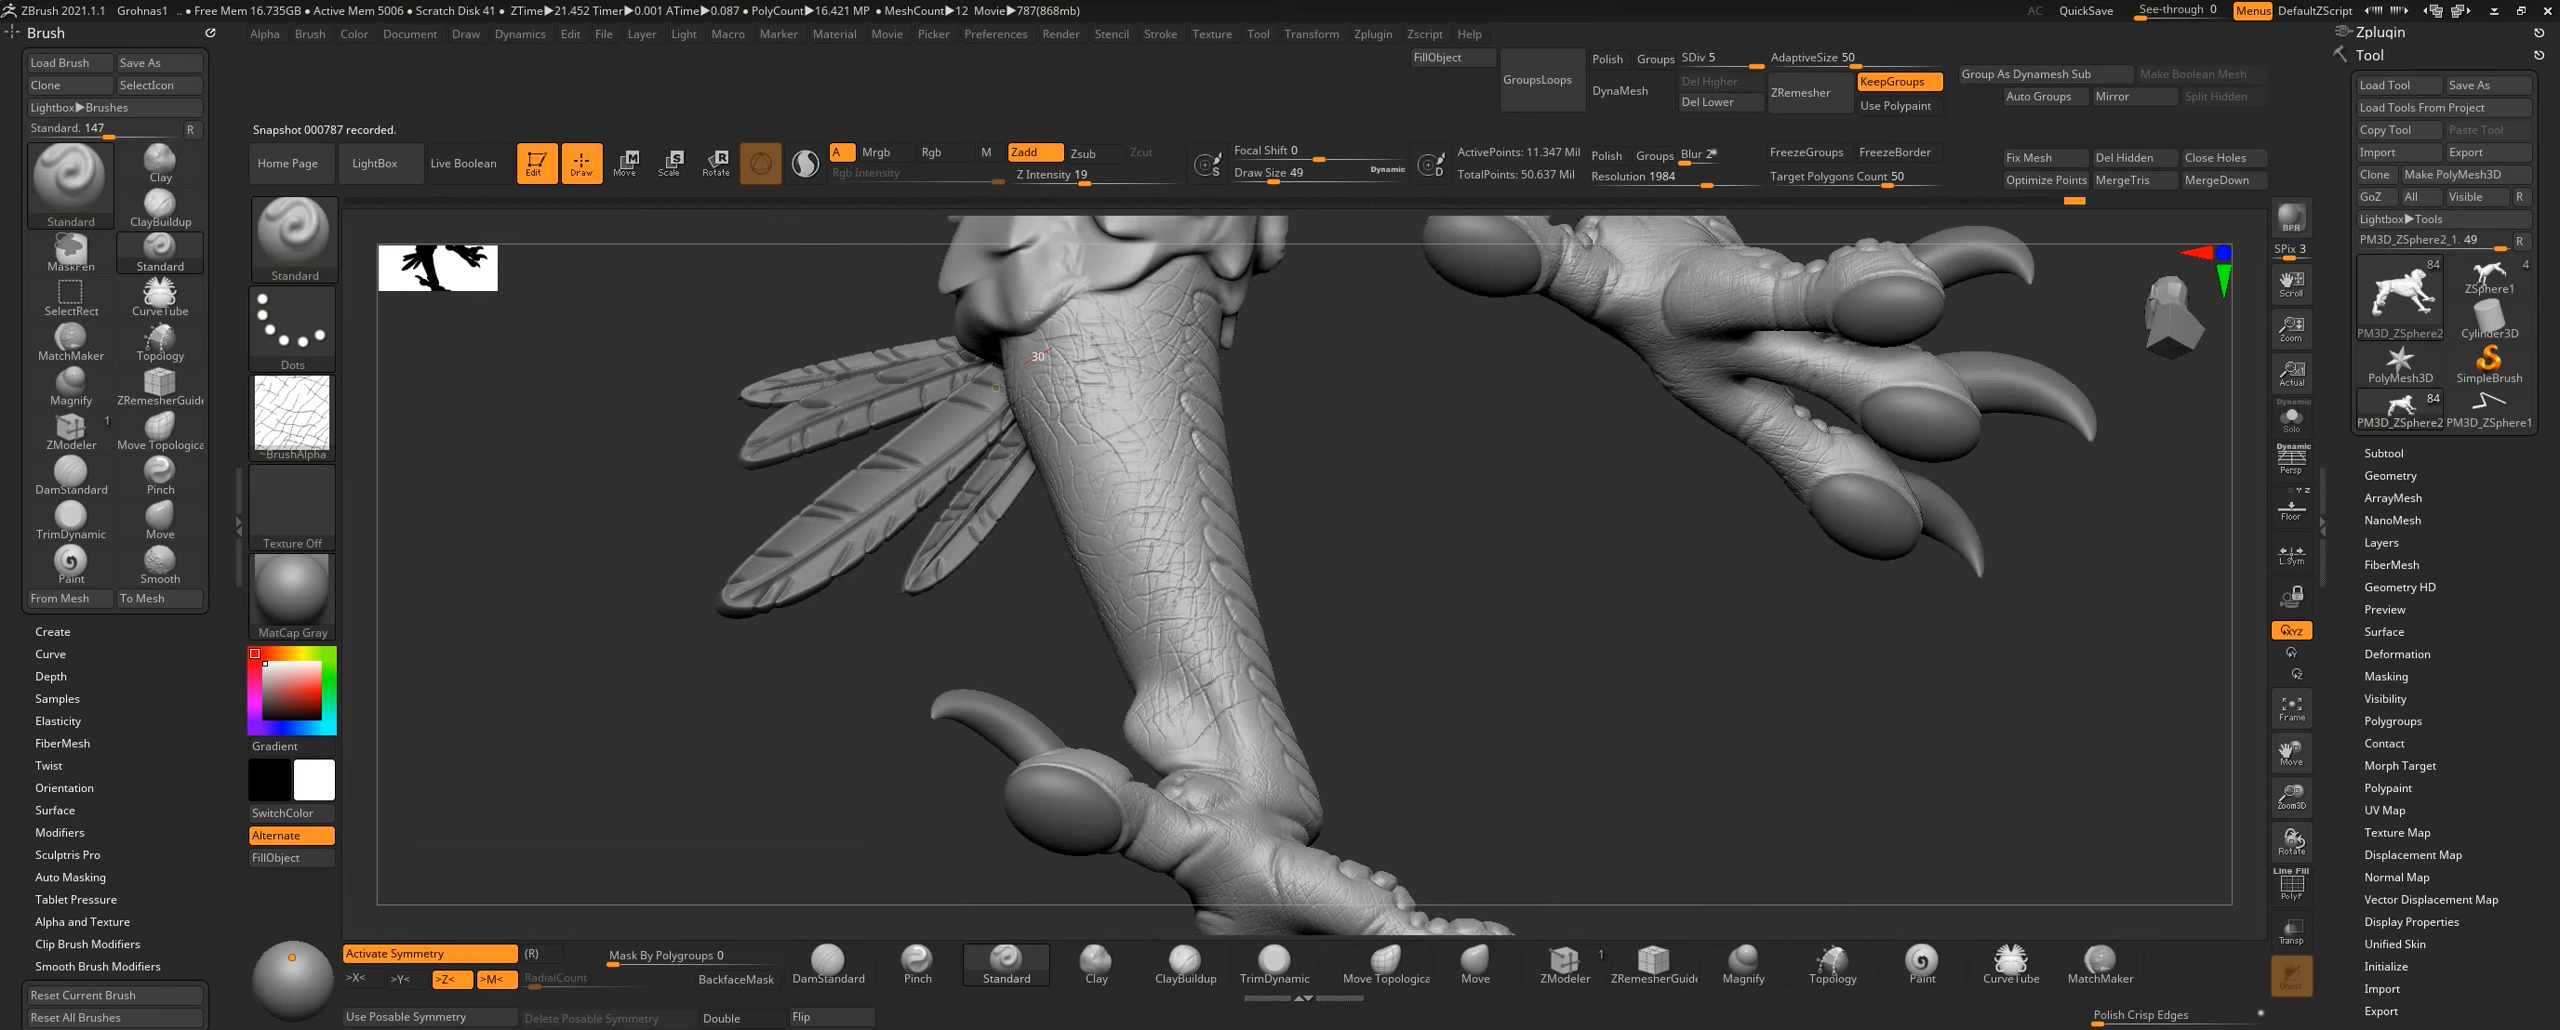 ZBrush 2021.1.1 Grohnas1 .. • Free Mem 16.735GB • Active Mem 5006 • Scratch Disk 41 • ZTime▶21.452 Timer▶0.001 ATime▶0.087 • PolyCount▶16.421 MP • MeshCount▶12 Movie▶787(868mb) AC QuickSave See-through 0 Menus DefaultZScript
Brush
Alpha Brush Color Document Draw Dynamics Edit File Layer Light Macro Marker Material Movie Picker Preferences Render Stencil Stroke Texture Tool Transform Zplugin Zscript Help
Load Brush Save As
Clone SelectIcon
Lightbox▶Brushes
Standard. 147 R
Standard
Clay
ClayBuildup
MaskPen Standard
SelectRect CurveTube
MatchMaker Topology
Magnify ZRemesherGuid
1
ZModeler Move Topologica
DamStandard Pinch
TrimDynamic Move
Paint Smooth
From Mesh To Mesh
Create
Curve
Depth
Samples
Elasticity
FiberMesh
Twist
Orientation
Surface
Modifiers
Sculptris Pro
Auto Masking
Tablet Pressure
Alpha and Texture
Clip Brush Modifiers
Smooth Brush Modifiers
Reset Current Brush
Reset All Brushes
Snapshot 000787 recorded.
FillObject
GroupsLoops
Polish Groups
DynaMesh
SDiv 5
Del Higher
Del Lower
AdaptiveSize 50
ZRemesher
KeepGroups
Use Polypaint
Group As Dynamesh Sub Make Boolean Mesh
Auto Groups Mirror Split Hidden
Home Page LightBox Live Boolean
Edit Draw Move Scale Rotate
A Mrgb Rgb M Zadd Zsub Zcut
Rgb Intensity Z Intensity 19
S
Focal Shift 0
Draw Size 49 Dynamic
D
ActivePoints: 11.347 Mil
TotalPoints: 50.637 Mil
Polish Groups Blur 2
Resolution 1984
FreezeGroups FreezeBorder
Target Polygons Count 50
Fix Mesh Del Hidden Close Holes
Optimize Points MergeTris MergeDown
Standard
Dots
~BrushAlpha
Texture Off
MatCap Gray
Gradient
SwitchColor
Alternate
FillObject
30
BPR
SPix 3
Scroll
Zoom
Actual
Dynamic
Solo
Dynamic
Persp
Y Z
Floor
L.Sym
XYZ
Y
Z
Frame
Move
Zoom3D
Rotate
Line Fill
PolyF
Transp
Ghost
Activate Symmetry (R)
>X< >Y< >Z< >M< RadialCount
Use Posable Symmetry Delete Posable Symmetry
Mask By Polygroups 0
BackfaceMask
Double Flip
DamStandard Pinch Standard Clay ClayBuildup TrimDynamic Move Topologica Move ZModeler 1 ZRemesherGuid Magnify Topology Paint CurveTube MatchMaker
Polish Crisp Edges
Zplugin
Tool
Load Tool Save As
Load Tools From Project
Copy Tool Paste Tool
Import Export
Clone Make PolyMesh3D
GoZ All Visible R
Lightbox▶Tools
PM3D_ZSphere2_1. 49 R
84 4
ZSphere1
PM3D_ZSphere2 Cylinder3D
PolyMesh3D SimpleBrush
84
PM3D_ZSphere2 PM3D_ZSphere1
Subtool
Geometry
ArrayMesh
NanoMesh
Layers
FiberMesh
Geometry HD
Preview
Surface
Deformation
Masking
Visibility
Polygroups
Contact
Morph Target
Polypaint
UV Map
Texture Map
Displacement Map
Normal Map
Vector Displacement Map
Display Properties
Unified Skin
Initialize
Import
Export